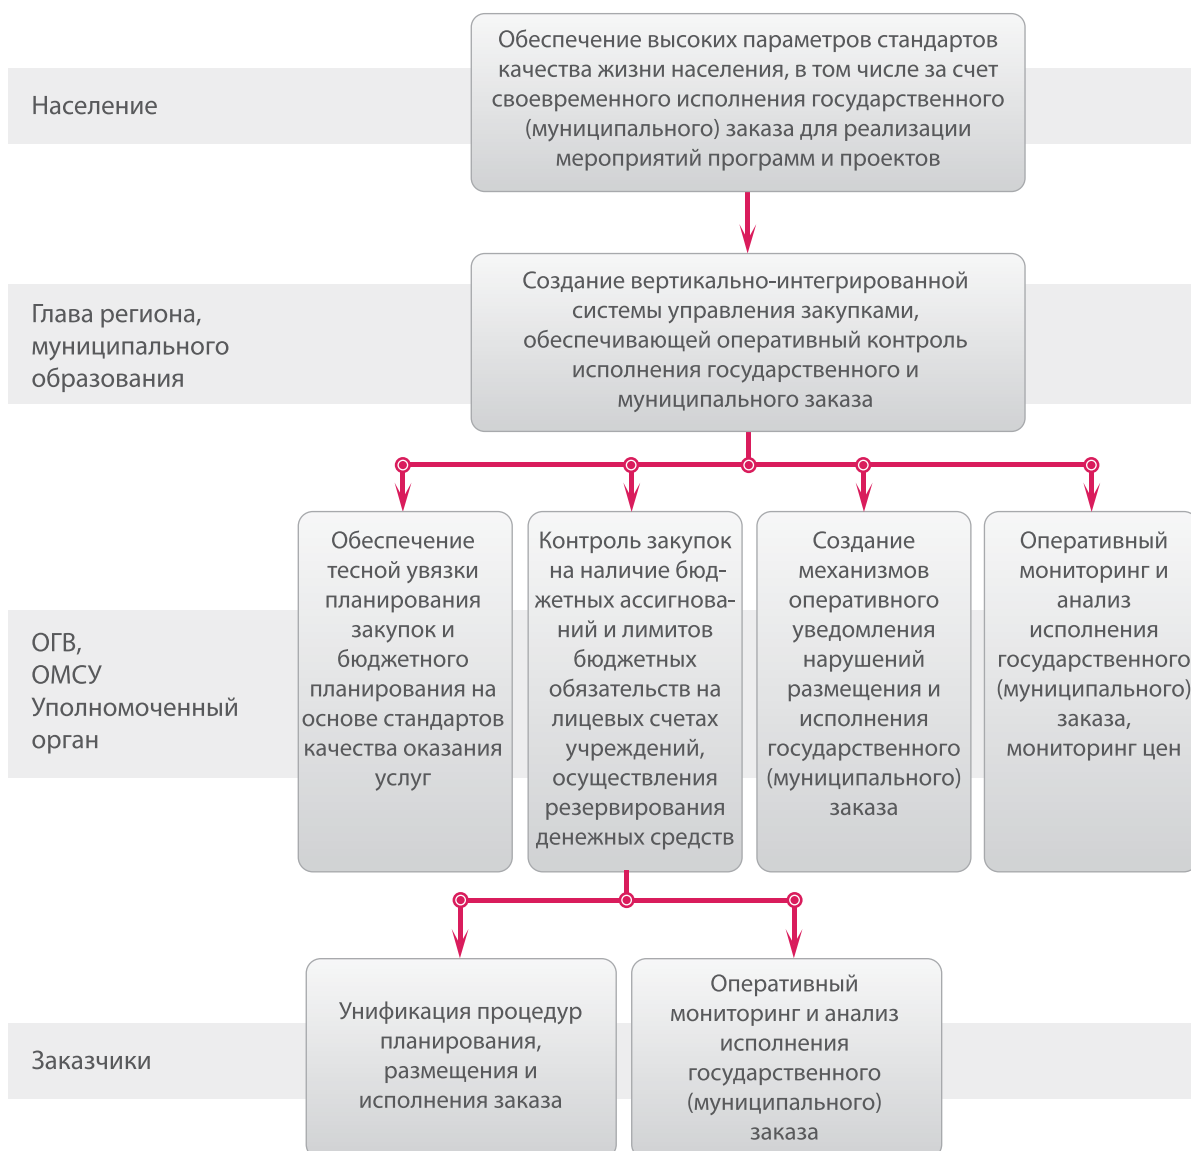 Обеспечение высоких параметров стандартов
качества жизни населения, в том числе за счет
своевременного исполнения государственного
(муниципального) заказа для реализации
мероприятий программ и проектов
Население
Создание вертикально-интегрированной
системы управления закупками,
обеспечивающей оперативный контроль
исполнения государственного и
муниципального заказа
Глава региона,
муниципального
образования
ОГВ,
ОМСУ
Уполномоченный
орган
Обеспечение
тесной увязки
планирования
закупок и
бюджетного
планирования на
основе стандартов
качества оказания
услуг
Контроль закупок
на наличие бюд-
жетных ассигнова-
ний и лимитов
бюджетных
обязательств на
лицевых счетах
учреждений,
осуществления
резервирования
денежных средств
Создание
механизмов
оперативного
уведомления
нарушений
размещения и
исполнения
государственного
(муниципального)
заказа
Оперативный
мониторинг и
анализ
исполнения
государственного
(муниципального)
заказа,
мониторинг цен
Заказчики
Унификация процедур
планирования,
размещения и
исполнения заказа
Оперативный
мониторинг и анализ
исполнения
государственного
(муниципального)
заказа